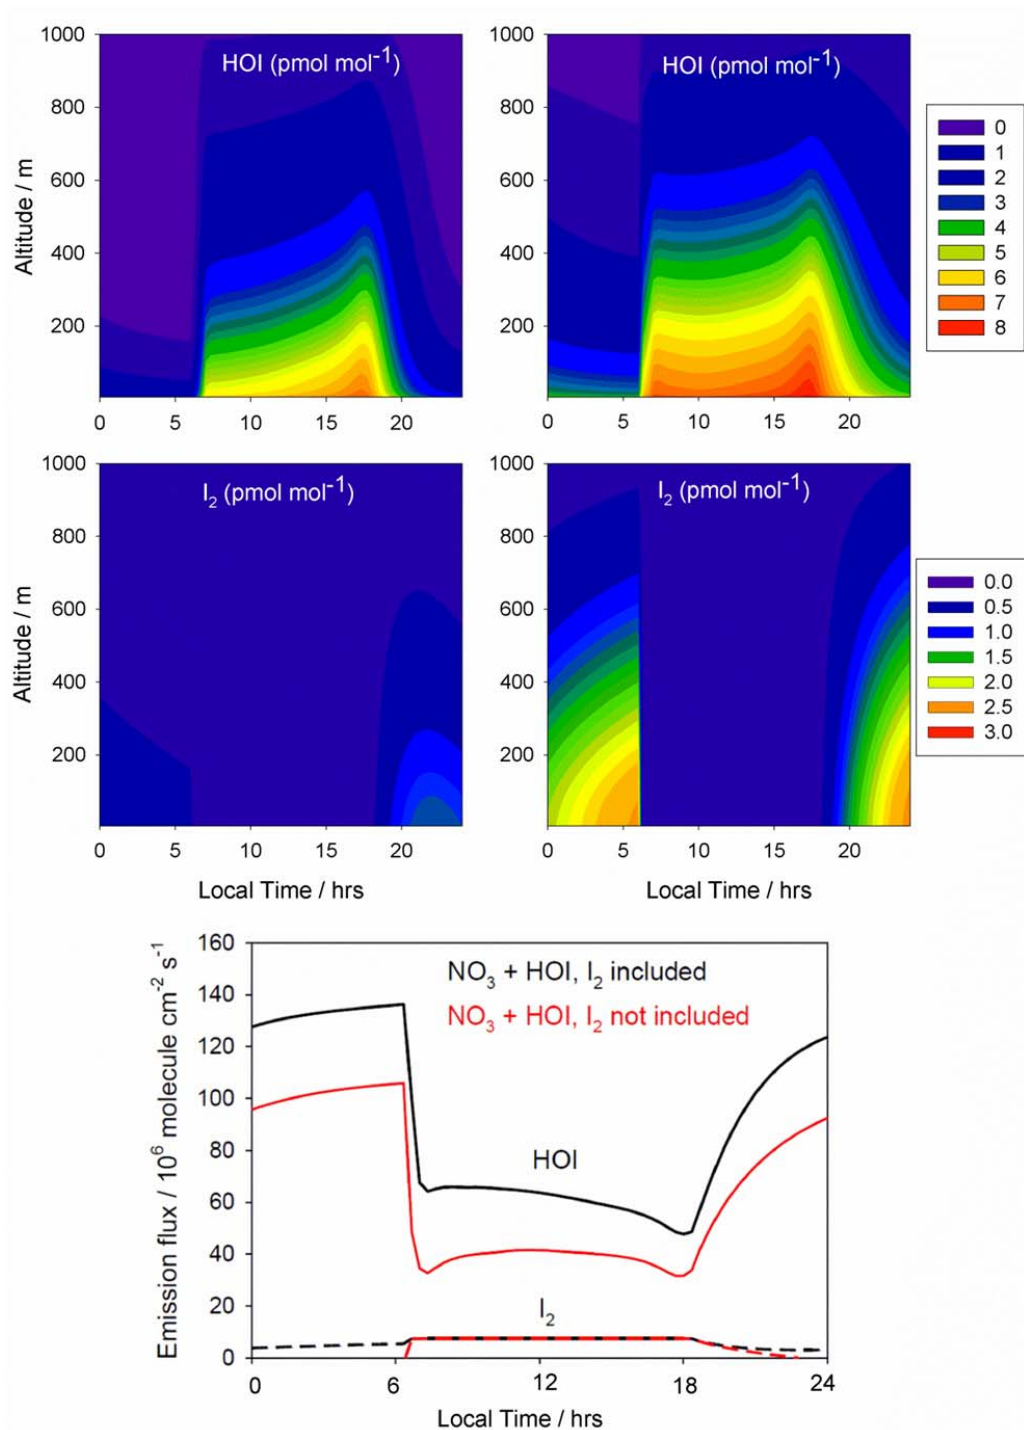 HOI (pmol mol-1)
HOI (pmol mol-1)
Altitude / m
1000
800
600
400
200
0 5 10 15 20
1000
800
600
400
200
0 5 10 15 20
0
1
2
3
4
5
6
7
8
I2 (pmol mol-1)
I2 (pmol mol-1)
Altitude / m
1000
800
600
400
200
0 5 10 15 20
Local Time / hrs
1000
800
600
400
200
0 5 10 15 20
Local Time / hrs
0.0
0.5
1.0
1.5
2.0
2.5
3.0
Emission flux / 10^6 molecule cm-2 s-1
160
140
120
100
80
60
40
20
0
NO3 + HOI, I2 included
NO3 + HOI, I2 not included
HOI
I2
0 6 12 18 24
Local Time / hrs